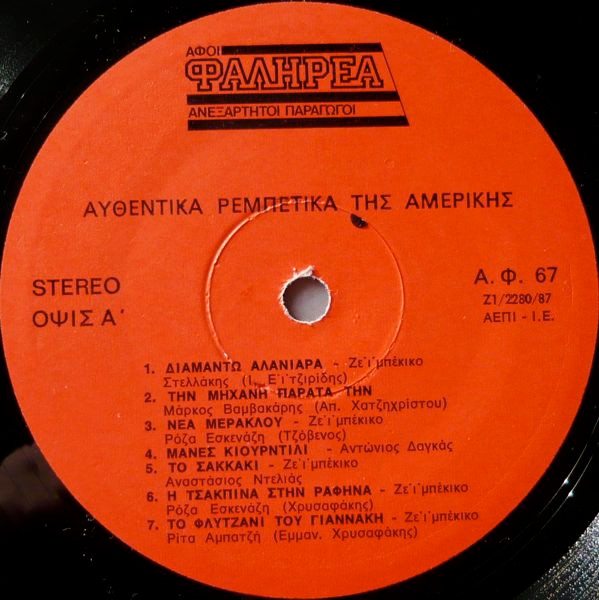 ΑΦΟΙ
ΦΑΛΗΡΕΑ
ΑΝΕΞΑΡΤΗΤΟΙ ΠΑΡΑΓΩΓΟΙ
ΑΥΘΕΝΤΙΚΑ ΡΕΜΠΕΤΙΚΑ ΤΗΣ ΑΜΕΡΙΚΗΣ
STEREO
ΟΨΙΣ Α΄
Α. Φ. 67
Ζ1/2280/87
ΑΕΠΙ - Ι.Ε.
1. ΔΙΑΜΑΝΤΩ ΑΛΑΝΙΑΡΑ - Ζε΄ι΄μπέκικο
Στελλάκης (Ι. Ε΄ι΄τζιρίδης)
2. ΤΗΝ ΜΗΧΑΝΗ ΠΑΡΑΤΑ ΤΗΝ
Μάρκος Βαμβακάρης (Απ. Χατζηχρίστου)
3. ΝΕΑ ΜΕΡΑΚΛΟΥ - Ζε΄ι΄μπέκικο
Ρόζα Εσκενάζη (Τζόβενος)
4. ΜΑΝΕΣ ΚΙΟΥΡΝΤΙΛΙ - Αντώνιος Δαγκάς
5. ΤΟ ΣΑΚΚΑΚΙ - Ζε΄ι΄μπέκικο
Αναστάσιος Ντελιάς
6. Η ΤΣΑΚΠΙΝΑ ΣΤΗΝ ΡΑΦΗΝΑ - Ζε΄ι΄μπέκικο
Ρόζα Εσκενάζη (Χρυσαφάκης)
7. ΤΟ ΦΛΥΤΖΑΝΙ ΤΟΥ ΓΙΑΝΝΑΚΗ - Ζε΄ι΄μπέκικο
Ρίτα Αμπατζή (Εμμαν. Χρυσαφάκης)